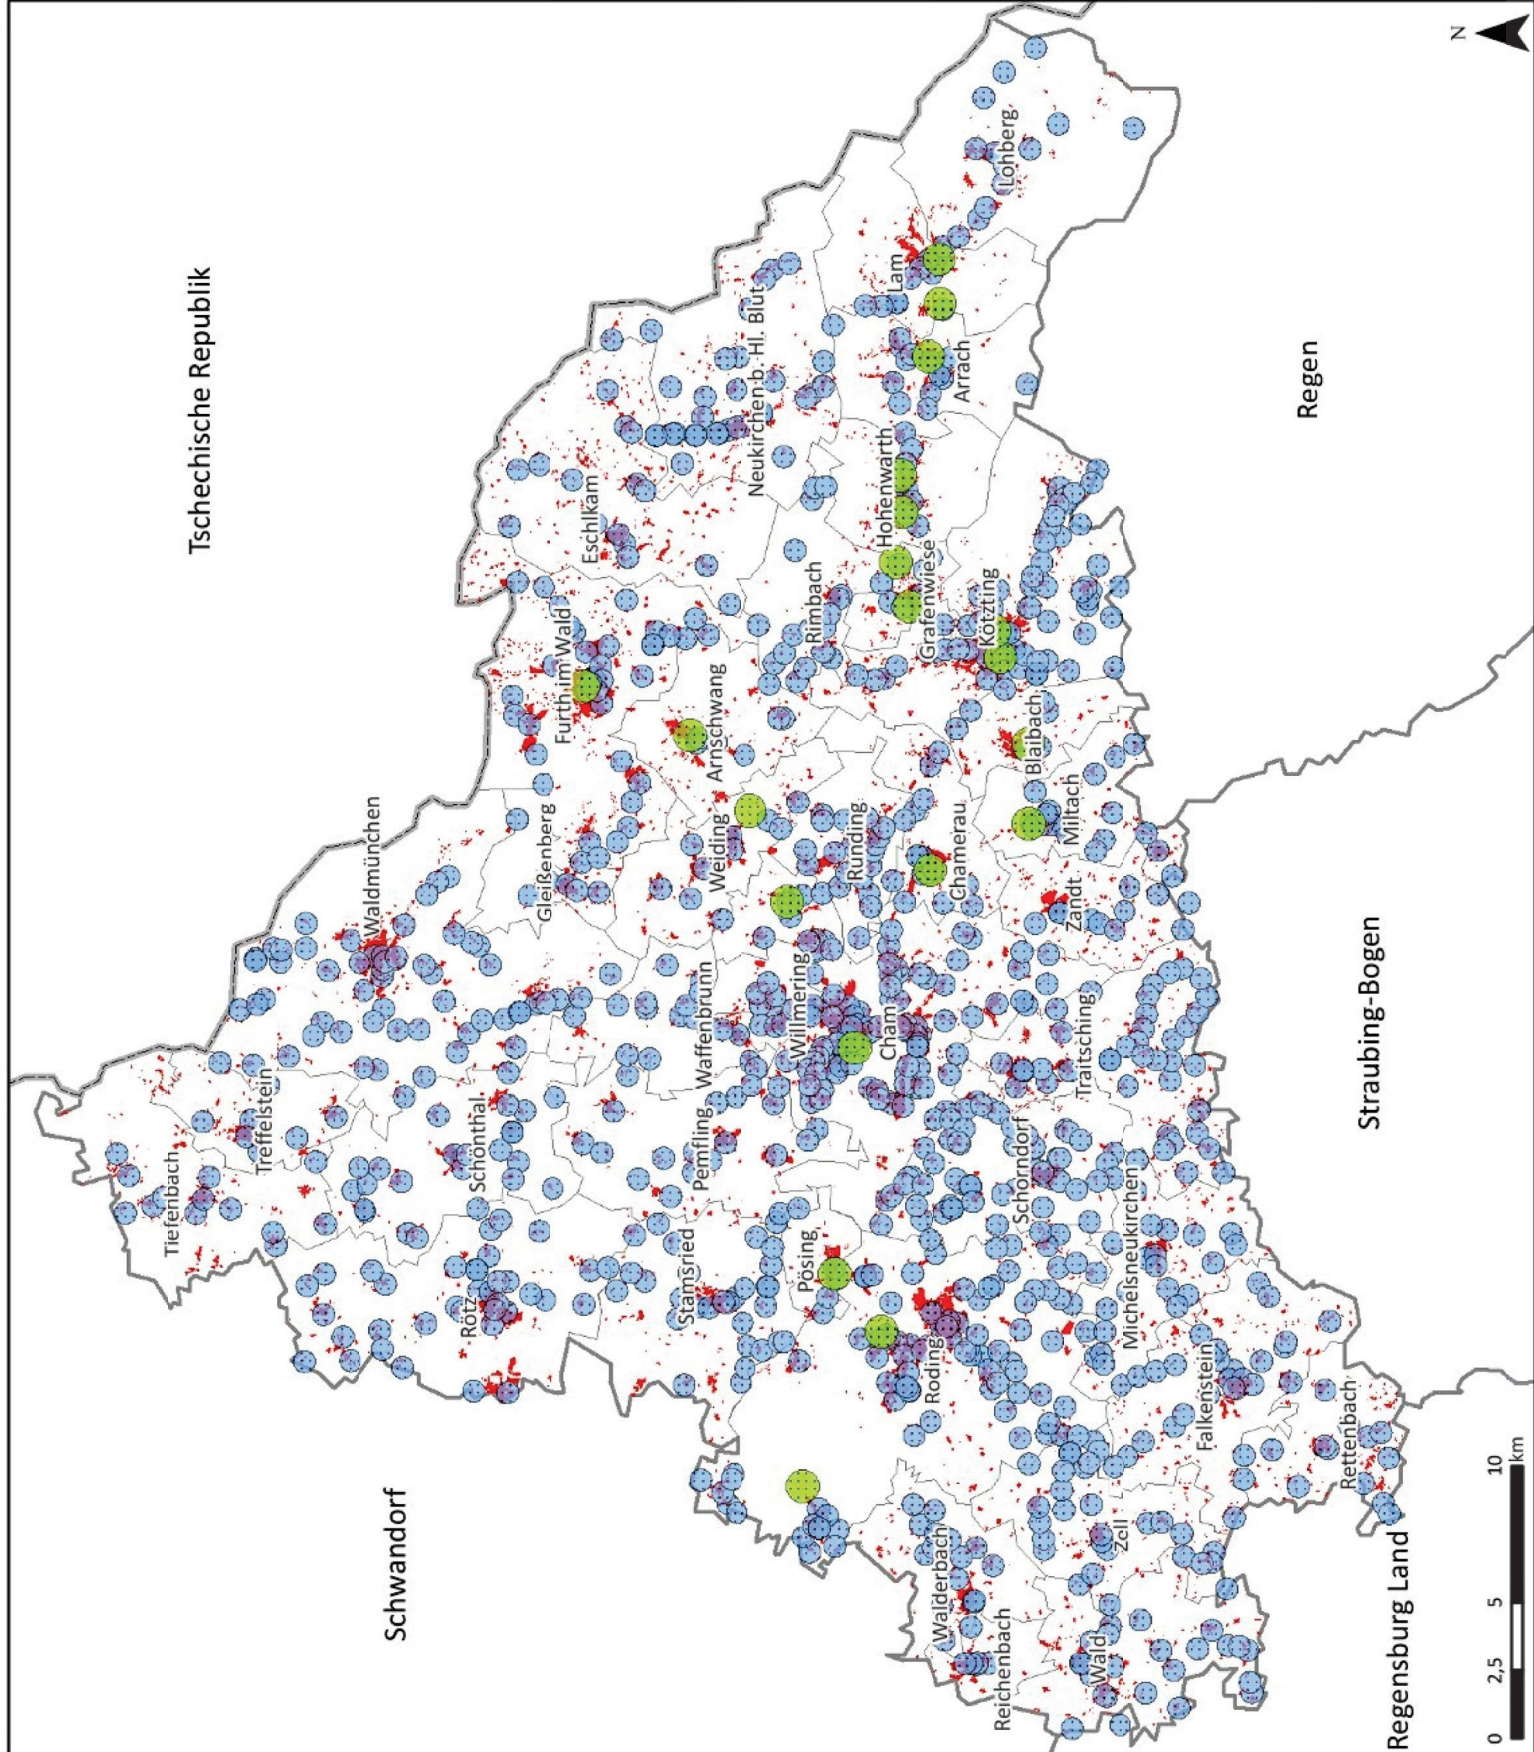 Tschechische Republik
Schwandorf
Regen
Straubing-Bogen
Regensburg Land
Tiefenbach
Treffelstein
Waldmünchen
Rötz
Schönthal
Gleißenberg
Furth im Wald
Eschlkam
Stamsried
Pemfling
Waffenbrunn
Weiding
Arnschwang
Neukirchen b. Hl. Blut
Pösing
Willmering
Runding
Rimbach
Cham
Hohenwarth
Lam
Walderbach
Roding
Chamerau
Grafenwiese
Arrach
Reichenbach
Schorndorf
Kötzting
Lohberg
Blaibach
Miltach
Zandt
Traitsching
Wald
Zell
Michelsneukirchen
Falkenstein
Rettenbach
N
0
2,5
5
10
km